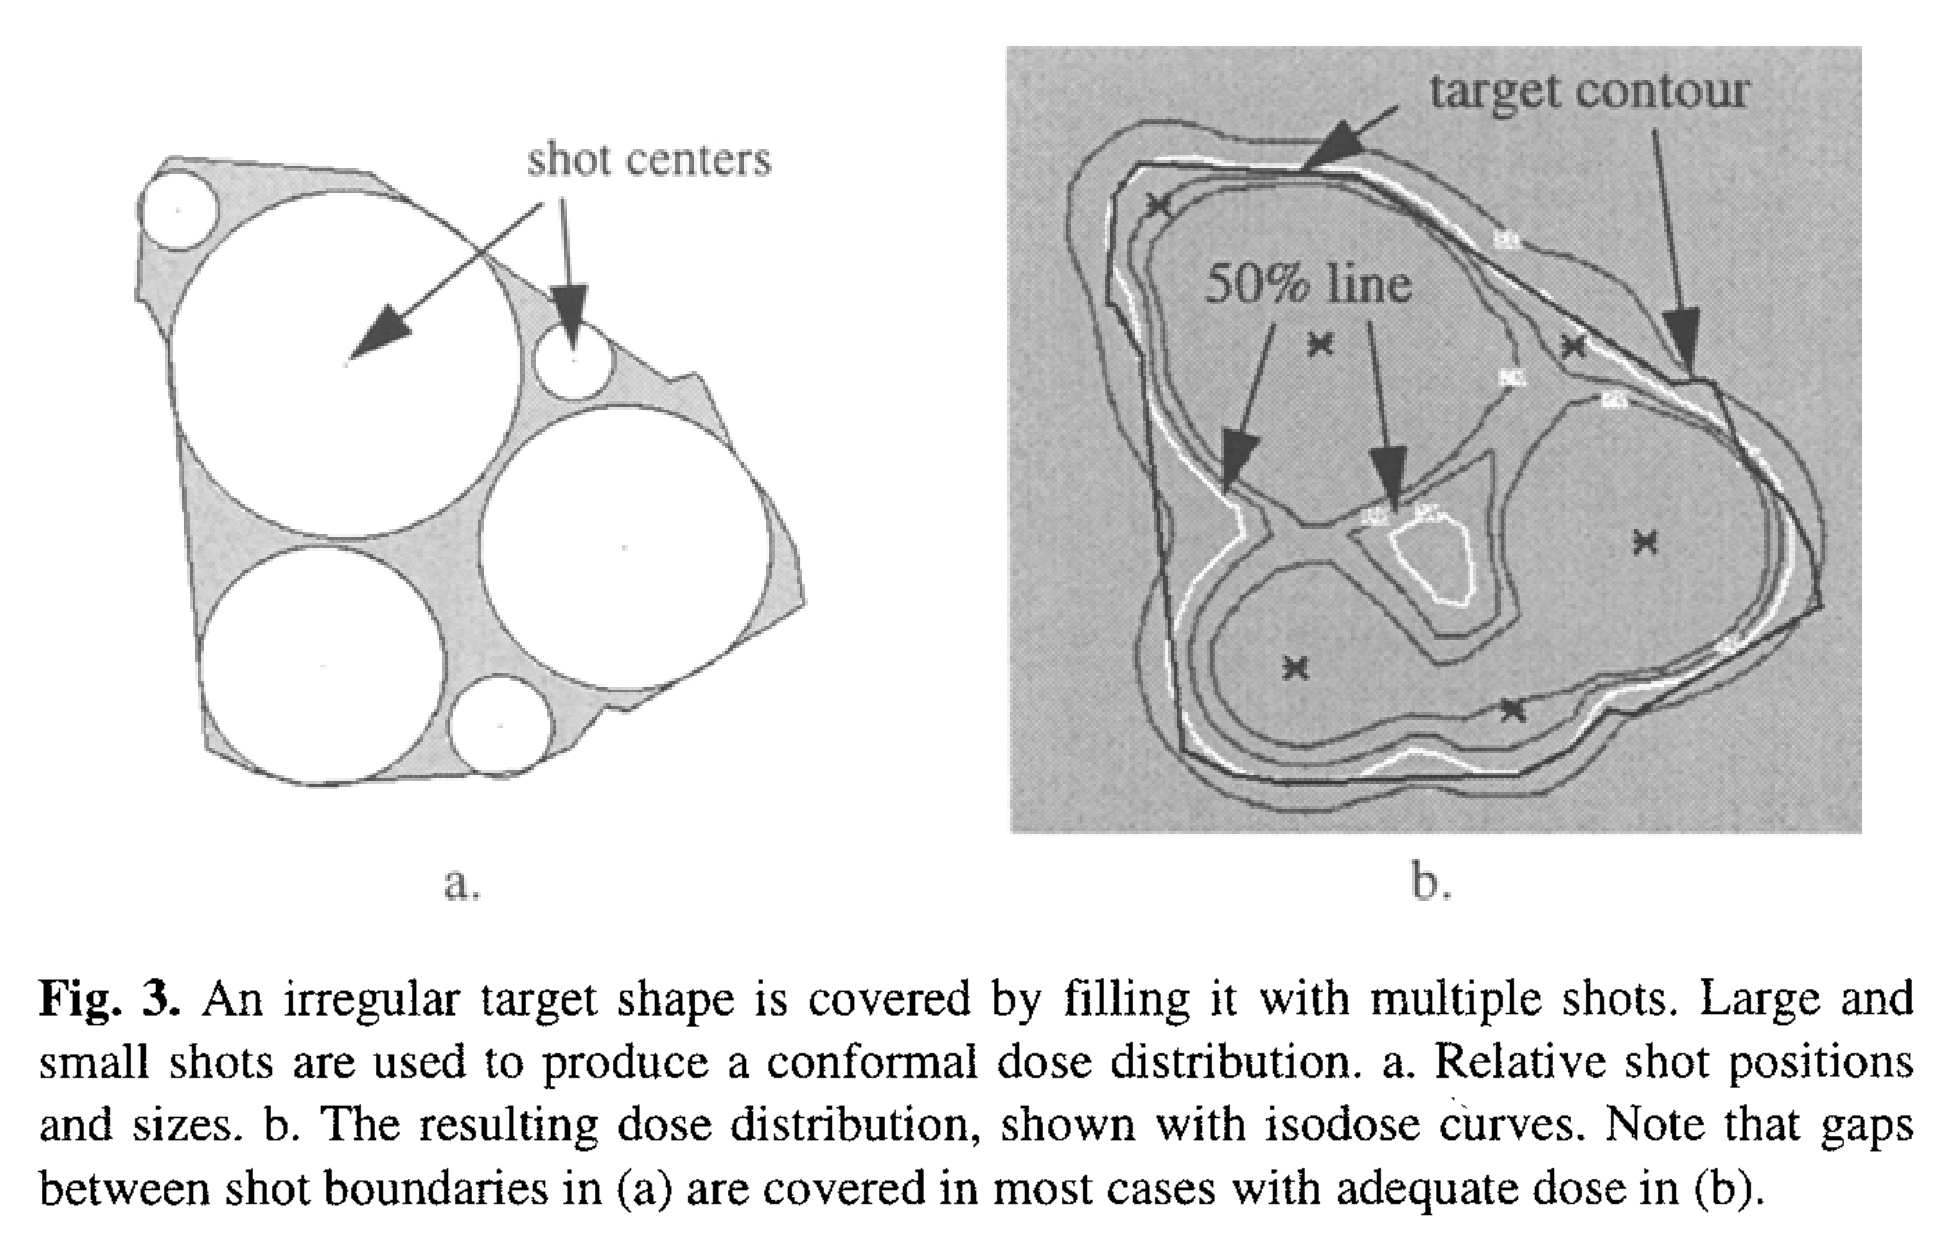 shot centers
target contour
50% line
a.
b.
Fig. 3. An irregular target shape is covered by filling it with multiple shots. Large and
small shots are used to produce a conformal dose distribution. a. Relative shot positions
and sizes. b. The resulting dose distribution, shown with isodose curves. Note that gaps
between shot boundaries in (a) are covered in most cases with adequate dose in (b).